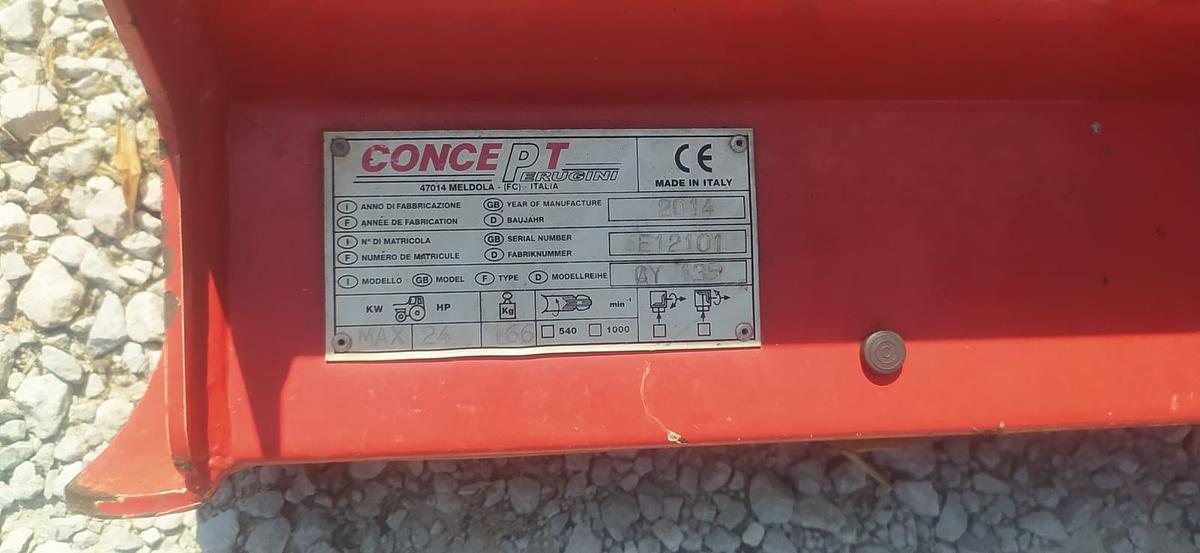 CONCEPT
PERUGINI
47014 MELDOLA - (FC) - ITALIA
CE
MADE IN ITALY
I ANNO DI FABBRICAZIONE GB YEAR OF MANUFACTURE 2014
F ANNÉE DE FABRICATION D BAUJAHR
I N° DI MATRICOLA GB SERIAL NUMBER E12101
F NUMÉRO DE MATRICULE D FABRIKNUMMER
I MODELLO GB MODEL F TYPE D MODELLREIHE 135
KW HP Kg min⁻¹
MAX 24 166 540 1000